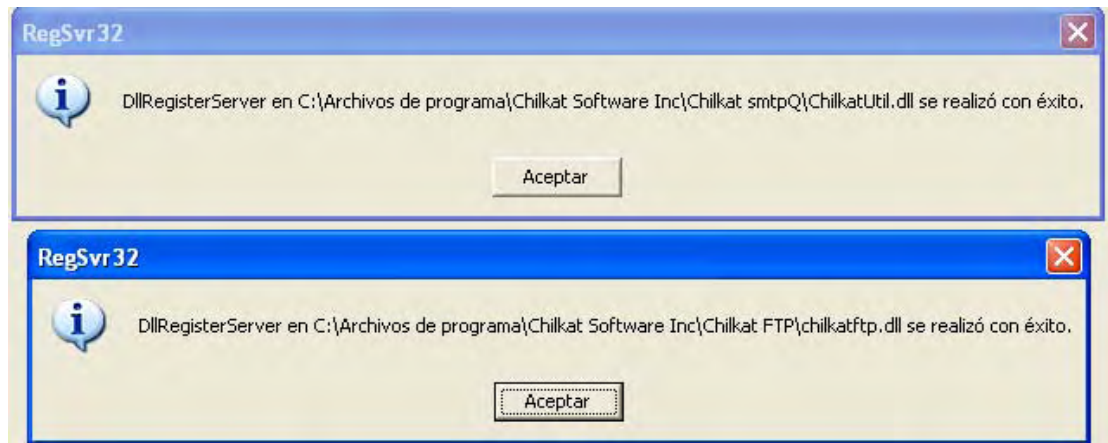 RegSvr32
DllRegisterServer en C:\Archivos de programa\Chilkat Software Inc\Chilkat smtpQ\ChilkatUtil.dll se realizó con éxito.
Aceptar
RegSvr32
DllRegisterServer en C:\Archivos de programa\Chilkat Software Inc\Chilkat FTP\chilkatftp.dll se realizó con éxito.
Aceptar